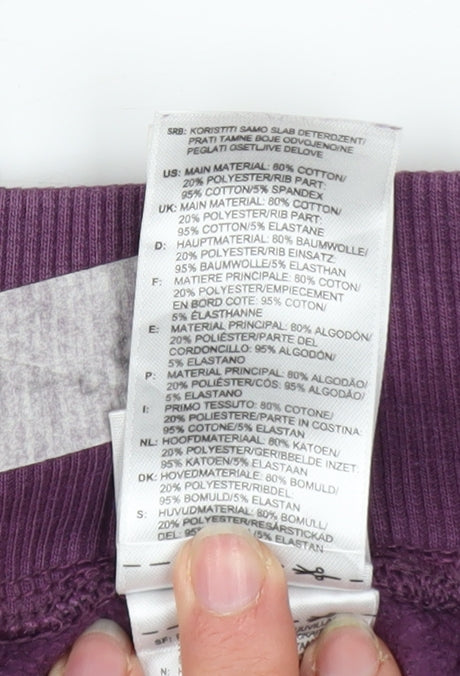 SRB: KORISTITI SAMO SLAB DETERDZENT/
PRATI TAMNE BOJE ODVOJENO/NE
PEGLATI OSETLJIVE DELOVE
US: MAIN MATERIAL: 80% COTTON/
20% POLYESTER/RIB PART:
95% COTTON/5% SPANDEX
UK: MAIN MATERIAL: 80% COTTON/
20% POLYESTER/RIB PART:
95% COTTON/5% ELASTANE
D: HAUPTMATERIAL: 80% BAUMWOLLE/
20% POLYESTER/RIB EINSATZ:
95% BAUMWOLLE/5% ELASTHAN
F: MATIERE PRINCIPALE: 80% COTON/
20% POLYESTER/EMPIECEMENT
EN BORD COTE: 95% COTON/
5% ÉLASTHANNE
E: MATERIAL PRINCIPAL: 80% ALGODÓN/
20% POLIÉSTER/PARTE DEL
CORDONCILLO: 95% ALGODÓN/
5% ELASTANO
P: MATERIAL PRINCIPAL: 80% ALGODÃO/
20% POLIÉSTER/CÓS: 95% ALGODÃO/
5% ELASTANO
I: PRIMO TESSUTO: 80% COTONE/
20% POLIESTERE/PARTE IN COSTINA:
95% COTONE/5% ELASTAN
NL: HOOFDMATERIAAL: 80% KATOEN/
20% POLYESTER/GERIBBELDE INZET:
95% KATOEN/5% ELASTAAN
DK: HOVEDMATERIALE: 80% BOMULD/
20% POLYESTER/RIBDEL:
95% BOMULD/5% ELASTAN
S: HUVUDMATERIAL: 80% BOMULL/
20% POLYESTER/RESÅRSTICKAD
DEL: 95% /5% ELASTAN
N: